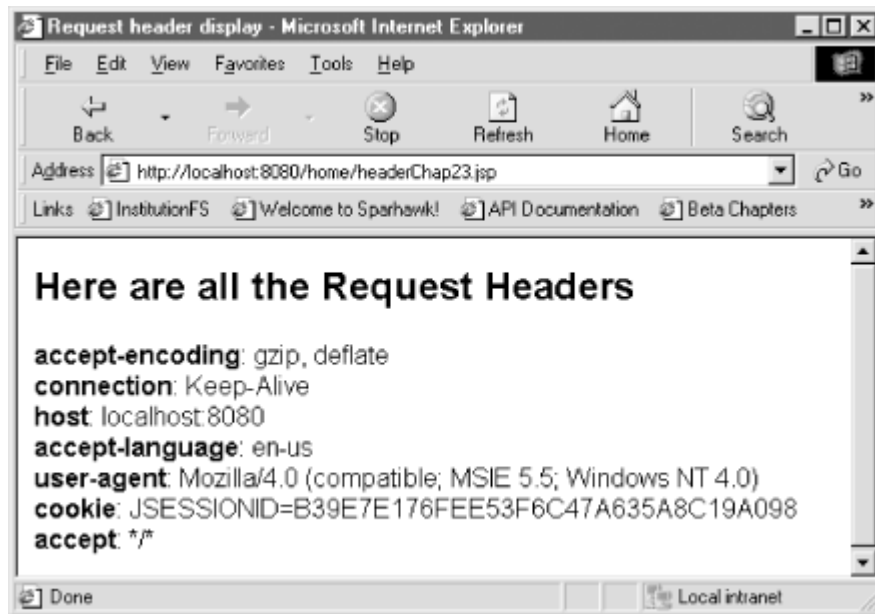 Request header display - Microsoft Internet Explorer
File Edit View Favorites Tools Help
Back Forward Stop Refresh Home Search »
Address http://localhost:8080/home/headerChap23.jsp Go
Links InstitutionFS Welcome to Sparhawk! API Documentation Beta Chapters »
Here are all the Request Headers
accept-encoding: gzip, deflate
connection: Keep-Alive
host: localhost:8080
accept-language: en-us
user-agent: Mozilla/4.0 (compatible; MSIE 5.5; Windows NT 4.0)
cookie: JSESSIONID=B39E7E176FEE53F6C47A635A8C19A098
accept: */*
Done Local intranet